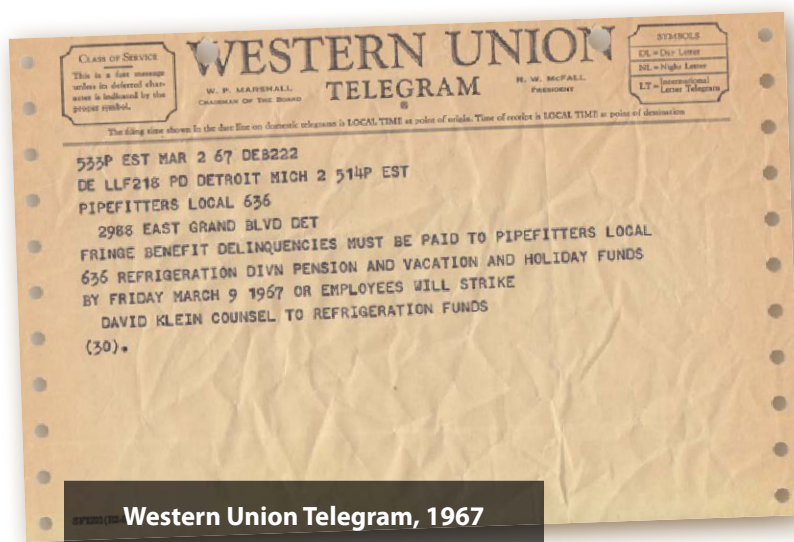 CLASS OF SERVICE
This is a fast message
unless its deferred char-
acter is indicated by the
proper symbol.
WESTERN UNION
TELEGRAM
W. P. MARSHALL
CHAIRMAN OF THE BOARD
R. W. McFALL
PRESIDENT
SYMBOLS
DL = Day Letter
NL = Night Letter
LT = International
Letter Telegram
The filing time shown in the date line on domestic telegrams is LOCAL TIME at point of origin. Time of receipt is LOCAL TIME at point of destination
533P EST MAR 2 67 DEB222
DE LLF218 PD DETROIT MICH 2 514P EST
PIPEFITTERS LOCAL 636
2988 EAST GRAND BLVD DET
FRINGE BENEFIT DELINQUENCIES MUST BE PAID TO PIPEFITTERS LOCAL
636 REFRIGERATION DIVN PENSION AND VACATION AND HOLIDAY FUNDS
BY FRIDAY MARCH 9 1967 OR EMPLOYEES WILL STRIKE
DAVID KLEIN COUNSEL TO REFRIGERATION FUNDS
(30).
Western Union Telegram, 1967